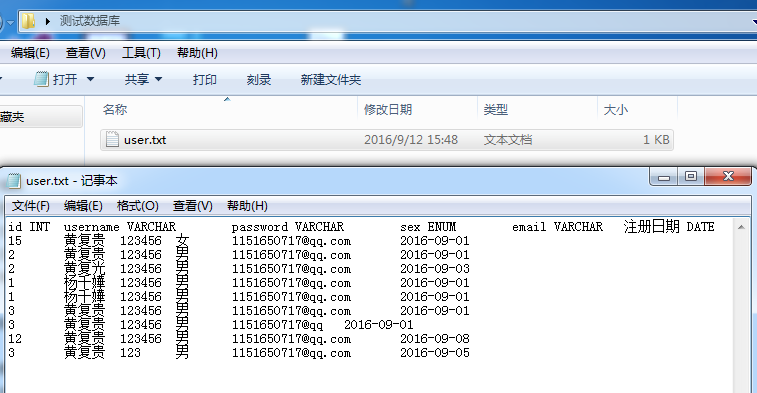 测试数据库
编辑(E) 查看(V) 工具(T) 帮助(H)
打开 共享 打印 刻录 新建文件夹
藏夹 名称 修改日期 类型 大小
user.txt 2016/9/12 15:48 文本文档 1 KB
user.txt - 记事本
文件(F) 编辑(E) 格式(O) 查看(V) 帮助(H)
id INT username VARCHAR password VARCHAR sex ENUM email VARCHAR 注册日期 DATE
15 黄复贵 123456 女 1151650717@qq.com 2016-09-01
2 黄复贵 123456 男 1151650717@qq.com 2016-09-01
2 黄复光 123456 男 1151650717@qq.com 2016-09-03
2 杨千嬅 123456 男 1151650717@qq.com 2016-09-01
1 杨千嬅 123456 男 1151650717@qq.com 2016-09-01
3 黄复贵 123456 男 1151650717@qq.com 2016-09-01
3 黄复贵 123456 男 1151650717@qq 2016-09-01
12 黄复贵 123456 男 1151650717@qq.com 2016-09-08
3 黄复贵 123 男 1151650717@qq.com 2016-09-05